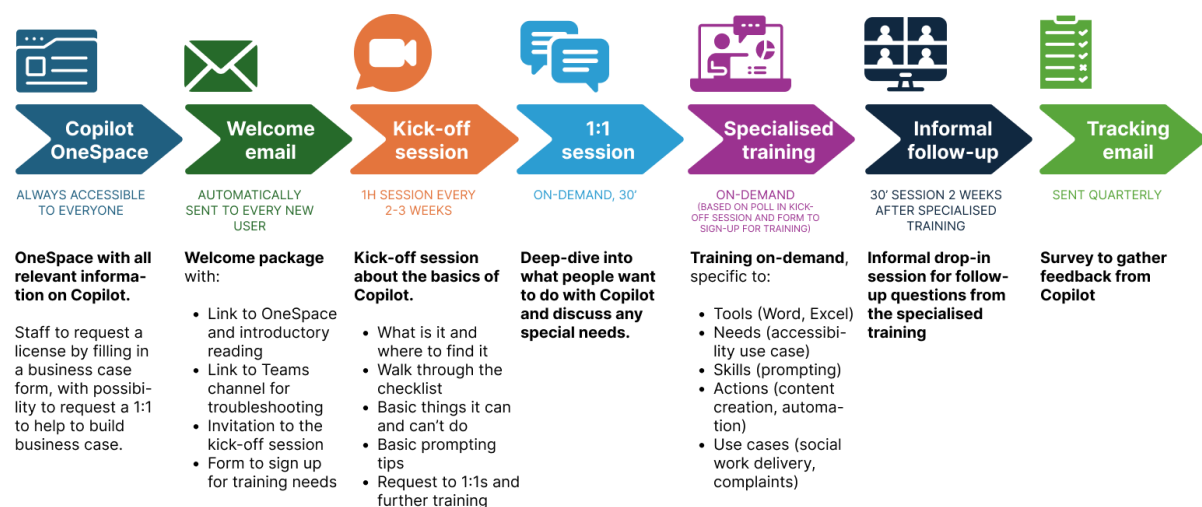 Copilot
OneSpace
ALWAYS ACCESSIBLE
TO EVERYONE
OneSpace with all
relevant informa-
tion on Copilot.
Staff to request a
license by filling in
a business case
form, with possibi-
lity to request a 1:1
to help to build
business case.
Welcome
email
AUTOMATICALLY
SENT TO EVERY NEW
USER
Welcome package
with:
• Link to OneSpace
and introductory
reading
• Link to Teams
channel for
troubleshooting
• Invitation to the
kick-off session
• Form to sign up
for training needs
Kick-off
session
1H SESSION EVERY
2-3 WEEKS
Kick-off session
about the basics of
Copilot.
• What is it and
where to find it
• Walk through the
checklist
• Basic things it can
and can't do
• Basic prompting
tips
• Request to 1:1s and
further training
1:1
session
ON-DEMAND, 30'
Deep-dive into
what people want
to do with Copilot
and discuss any
special needs.
Specialised
training
ON-DEMAND
(BASED ON POLL IN KICK-
OFF SESSION AND FORM TO
SIGN-UP FOR TRAINING)
Training on-demand,
specific to:
• Tools (Word, Excel)
• Needs (accessibi-
lity use case)
• Skills (prompting)
• Actions (content
creation, automa-
tion)
• Use cases (social
work delivery,
complaints)
Informal
follow-up
30' SESSION 2 WEEKS
AFTER SPECIALISED
TRAINING
Informal drop-in
session for follow-
up questions from
the specialised
training
Tracking
email
SENT QUARTERLY
Survey to gather
feedback from
Copilot